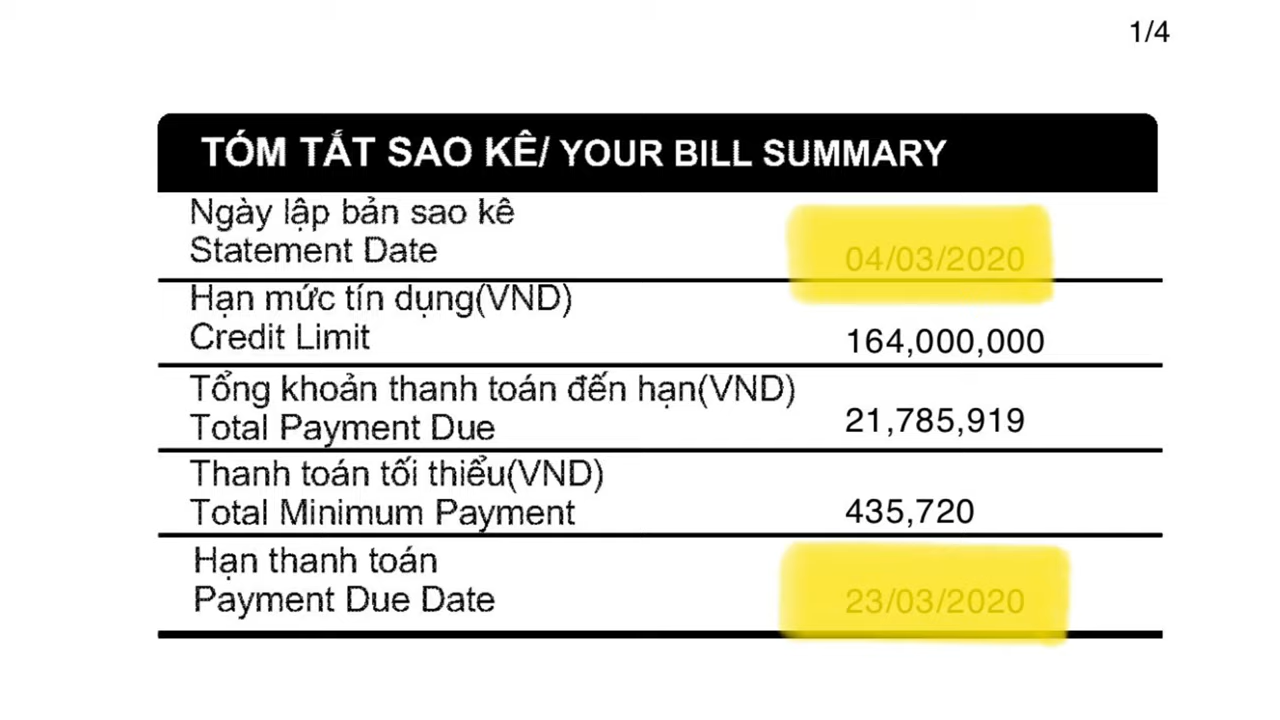 1/4
TÓM TẮT SAO KÊ/ YOUR BILL SUMMARY
Ngày lập bản sao kê
Statement Date 04/03/2020
Hạn mức tín dụng(VND)
Credit Limit 164,000,000
Tổng khoản thanh toán đến hạn(VND)
Total Payment Due 21,785,919
Thanh toán tối thiểu(VND)
Total Minimum Payment 435,720
Hạn thanh toán
Payment Due Date 23/03/2020